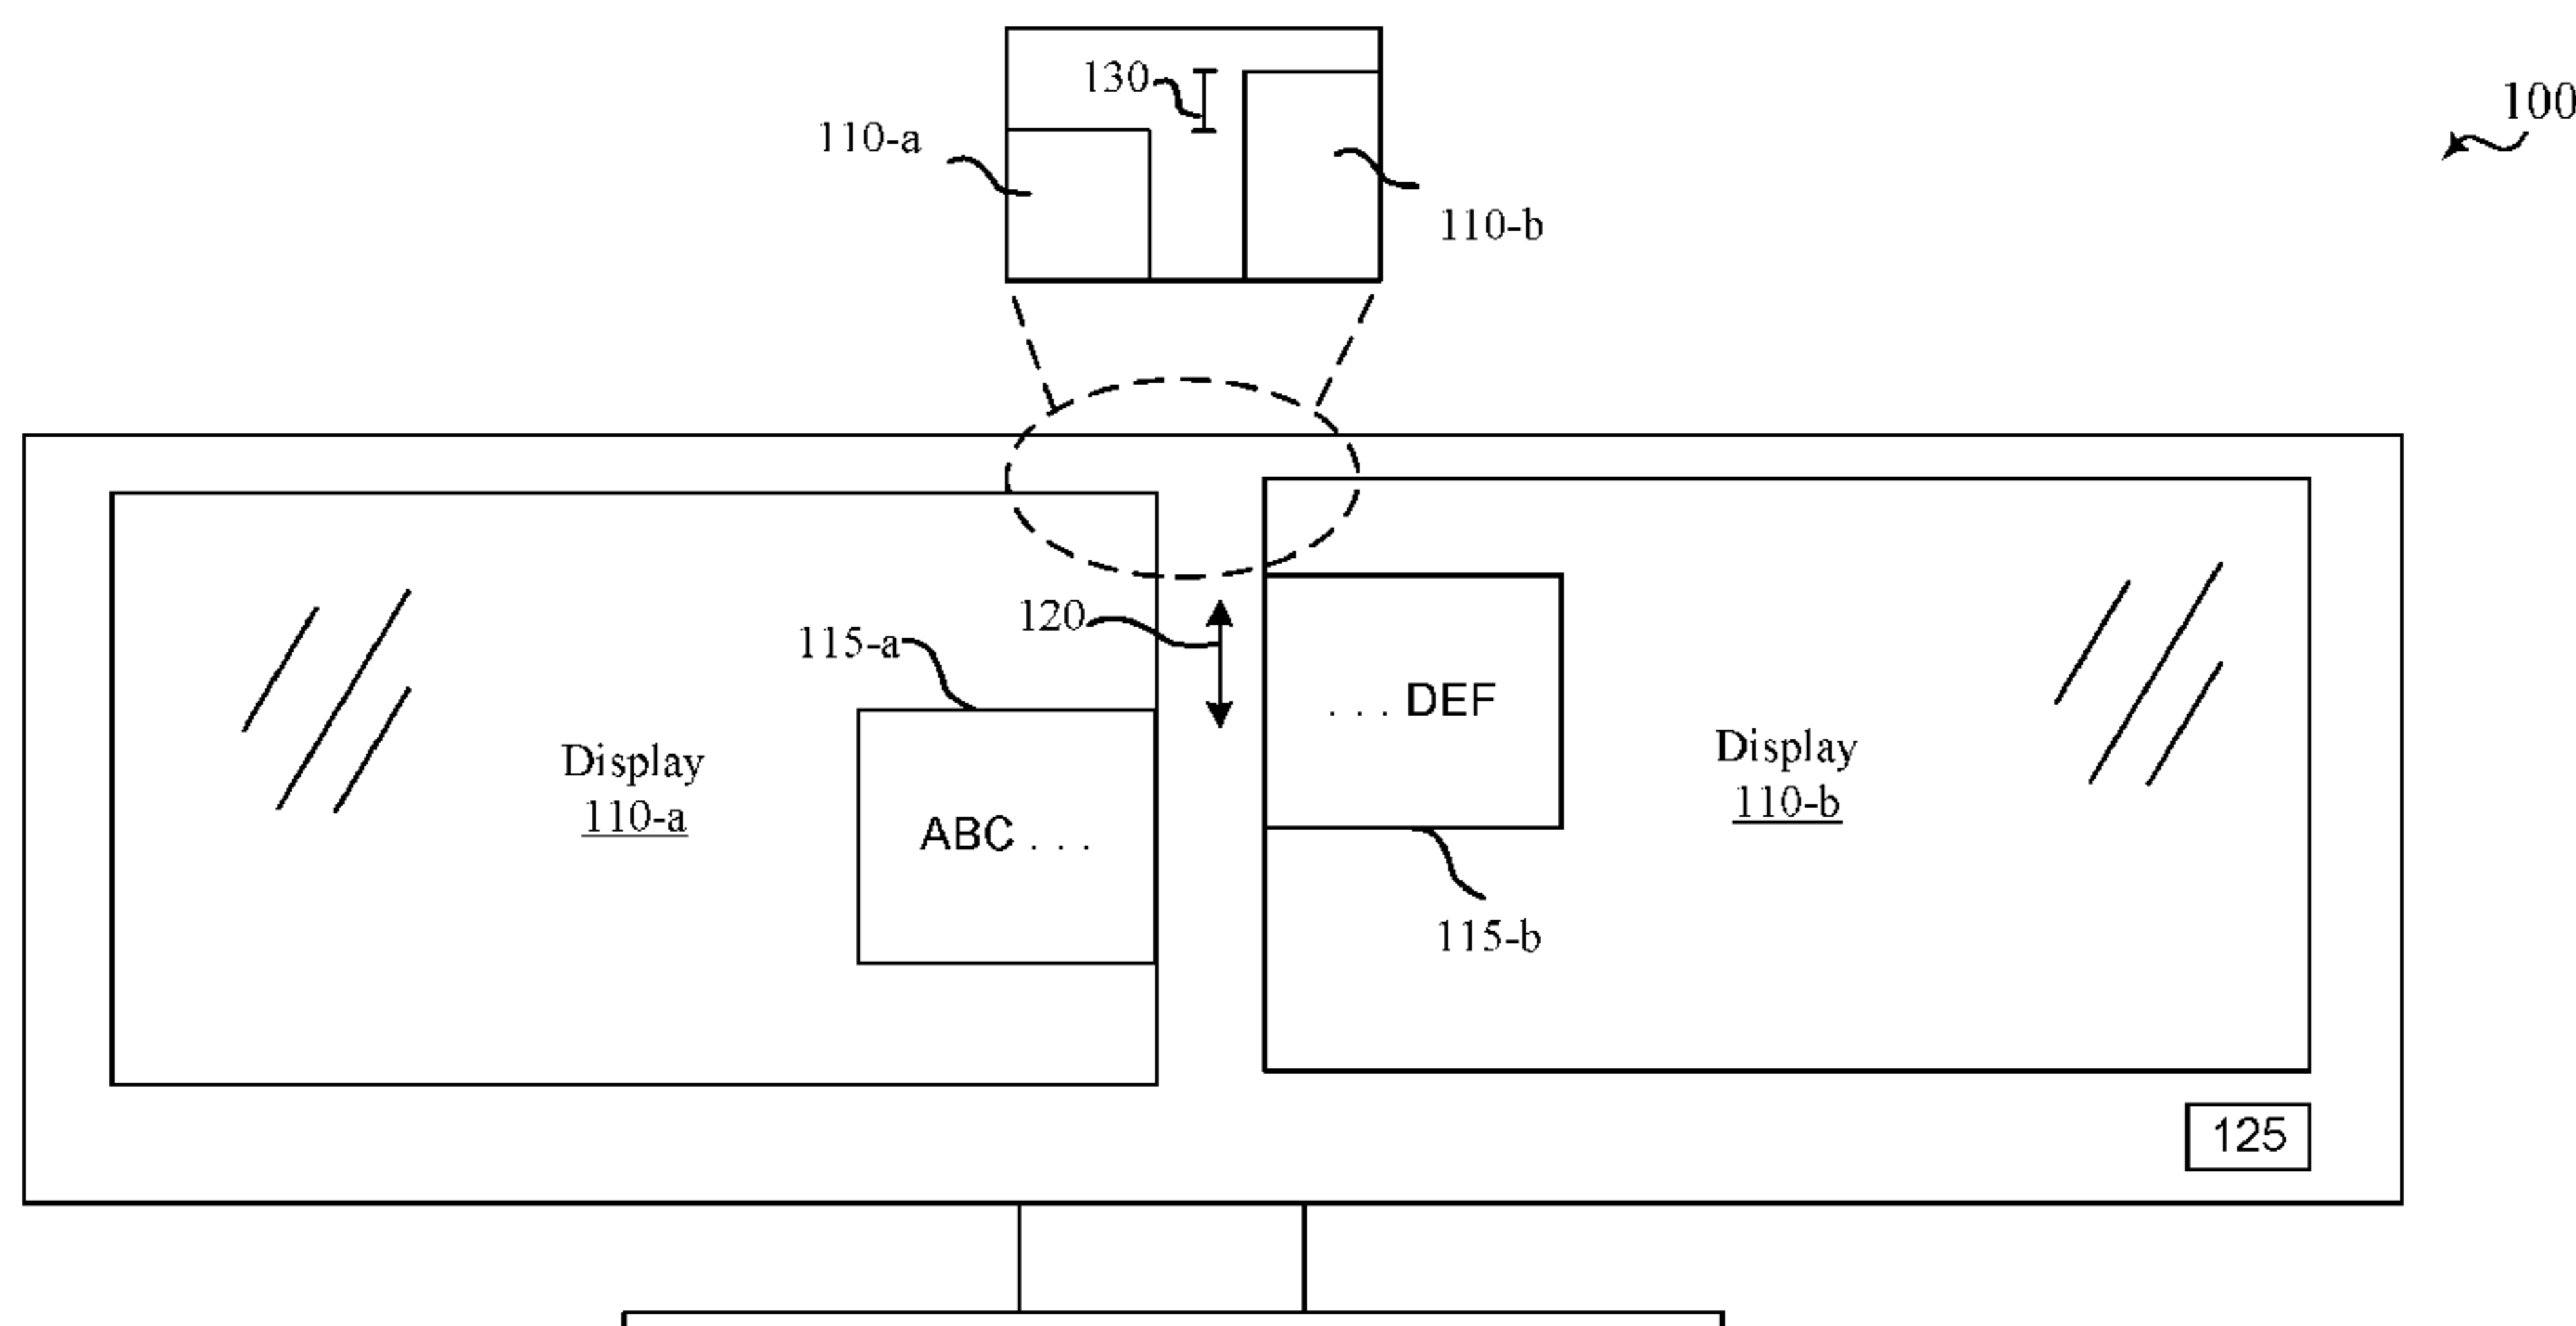 130
100
110-a
110-b
120
115-a
. . . DEF
Display
110-a
Display
110-b
ABC . . .
115-b
125